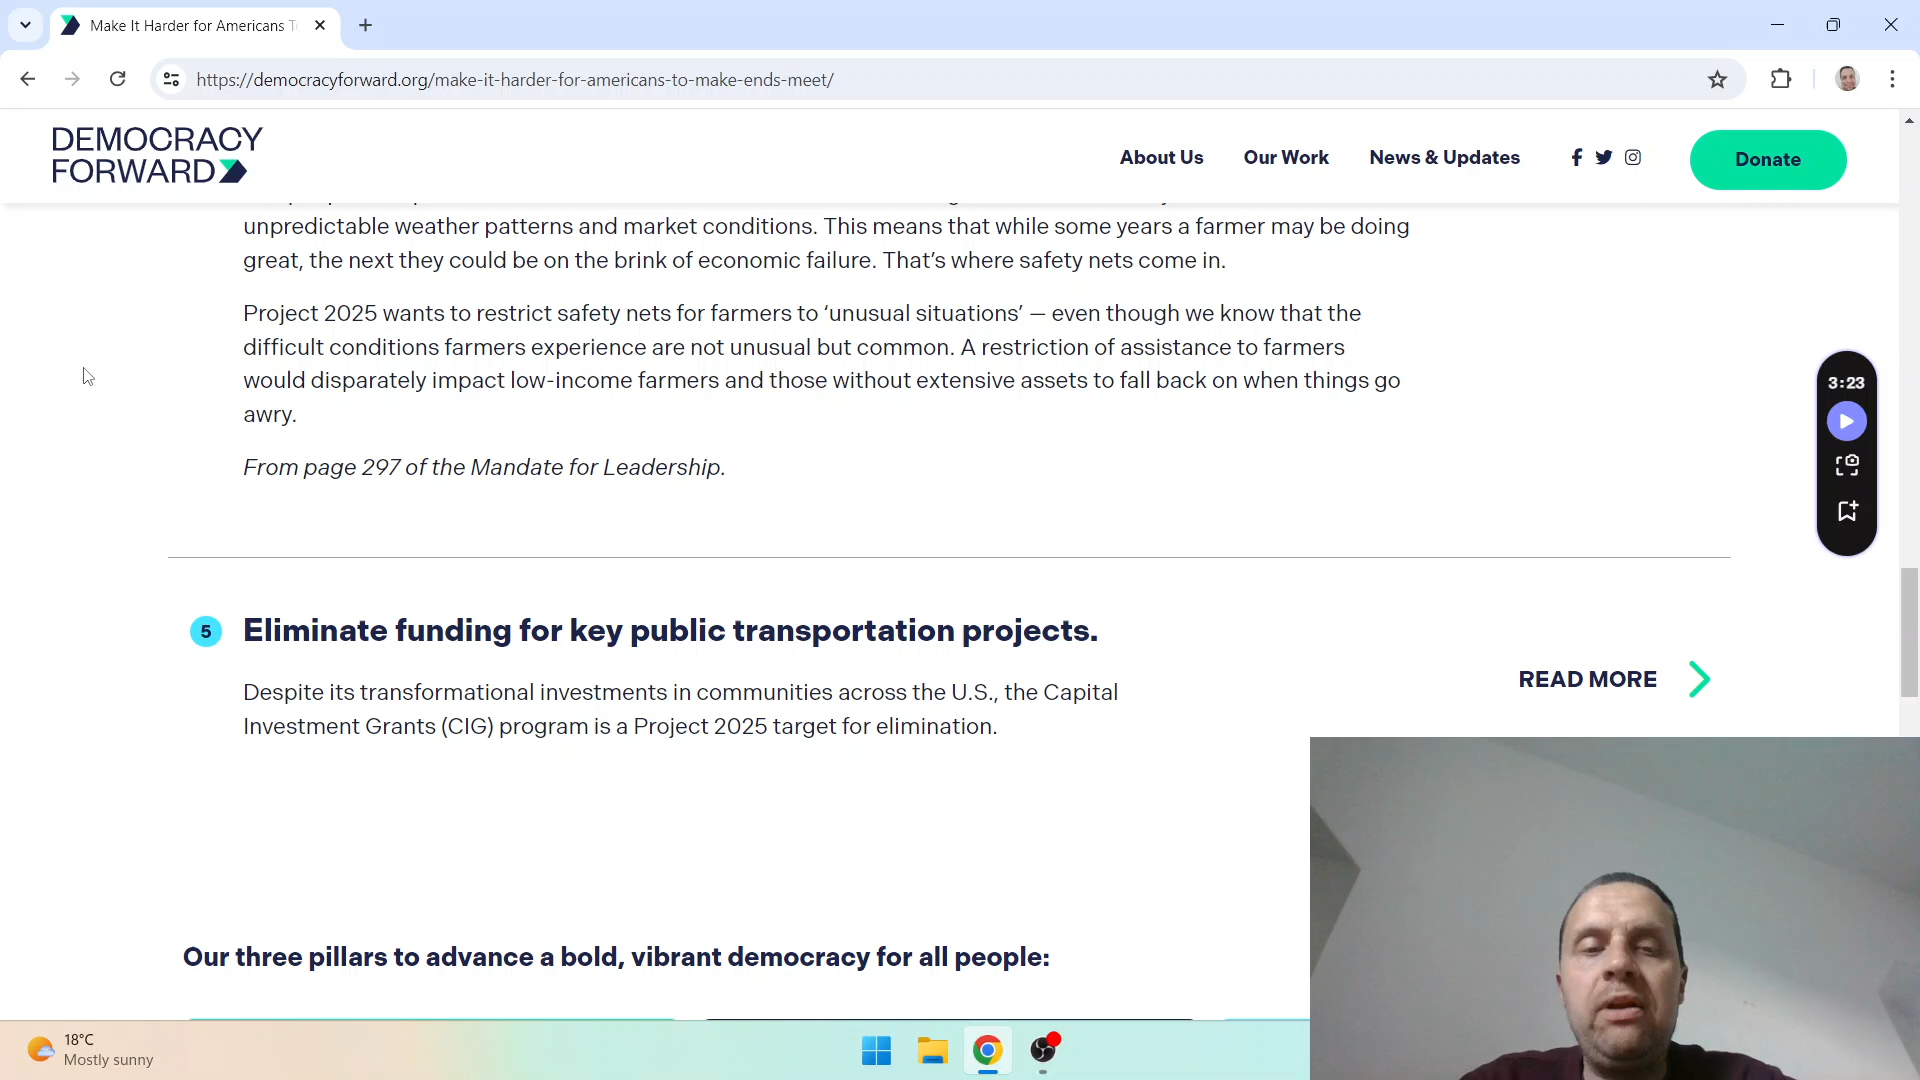 Make It Harder for Americans
https://democracyforward.org/make-it-harder-for-americans-to-make-ends-meet/
DEMOCRACY
FORWARD
About Us
Our Work
News & Updates
Donate
unpredictable weather patterns and market conditions. This means that while some years a farmer may be doing
great, the next they could be on the brink of economic failure. That’s where safety nets come in.
Project 2025 wants to restrict safety nets for farmers to ‘unusual situations’ — even though we know that the
difficult conditions farmers experience are not unusual but common. A restriction of assistance to farmers
would disparately impact low-income farmers and those without extensive assets to fall back on when things go
awry.
From page 297 of the Mandate for Leadership.
3:23
5
Eliminate funding for key public transportation projects.
Despite its transformational investments in communities across the U.S., the Capital
Investment Grants (CIG) program is a Project 2025 target for elimination.
READ MORE
Our three pillars to advance a bold, vibrant democracy for all people:
18°C
Mostly sunny